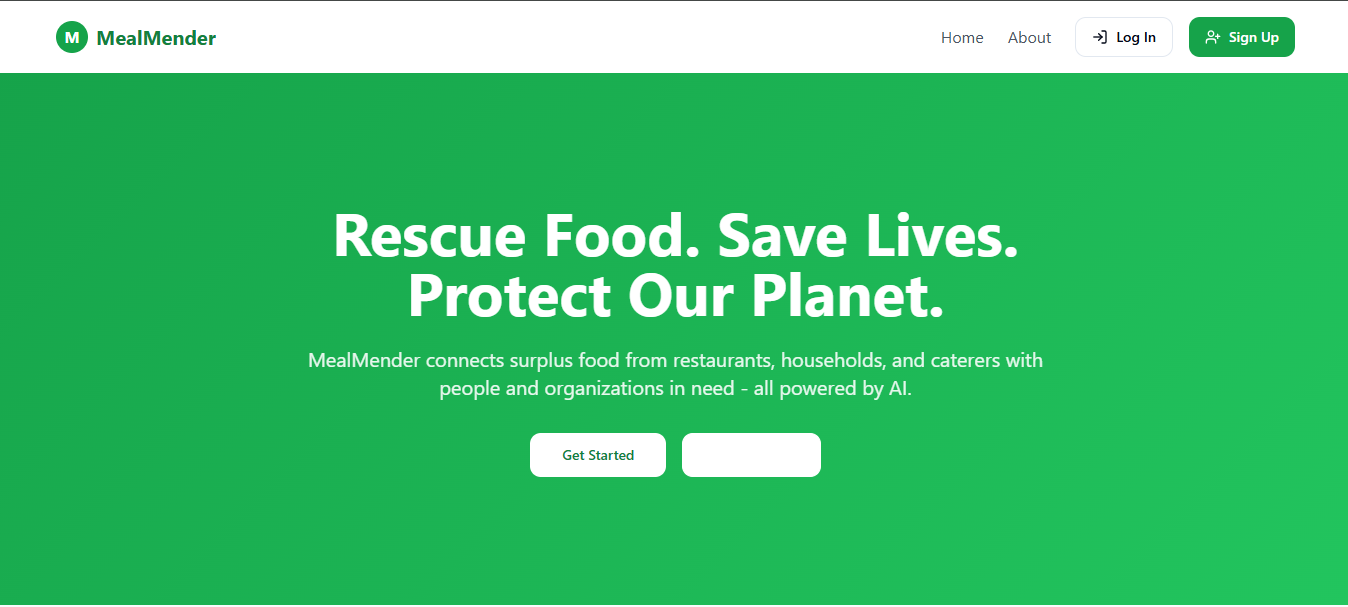 M MealMender
Home About Log In Sign Up
Rescue Food. Save Lives.
Protect Our Planet.
MealMender connects surplus food from restaurants, households, and caterers with
people and organizations in need - all powered by AI.
Get Started